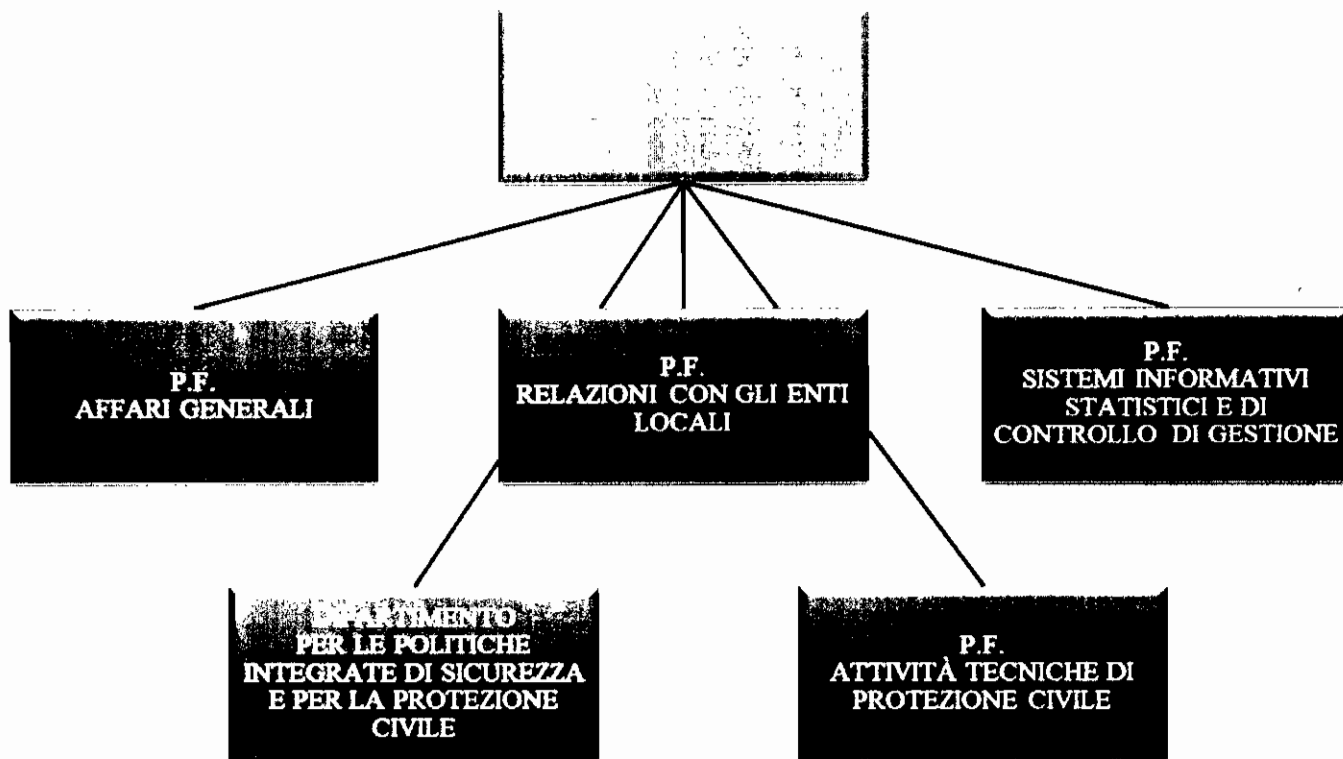 P.F.
AFFARI GENERALI
P.F.
RELAZIONI CON GLI ENTI
LOCALI
P.F.
SISTEMI INFORMATIVI
STATISTICI E DI
CONTROLLO DI GESTIONE
DIPARTIMENTO
PER LE POLITICHE
INTEGRATE DI SICUREZZA
E PER LA PROTEZIONE
CIVILE
P.F.
ATTIVITÀ TECNICHE DI
PROTEZIONE CIVILE